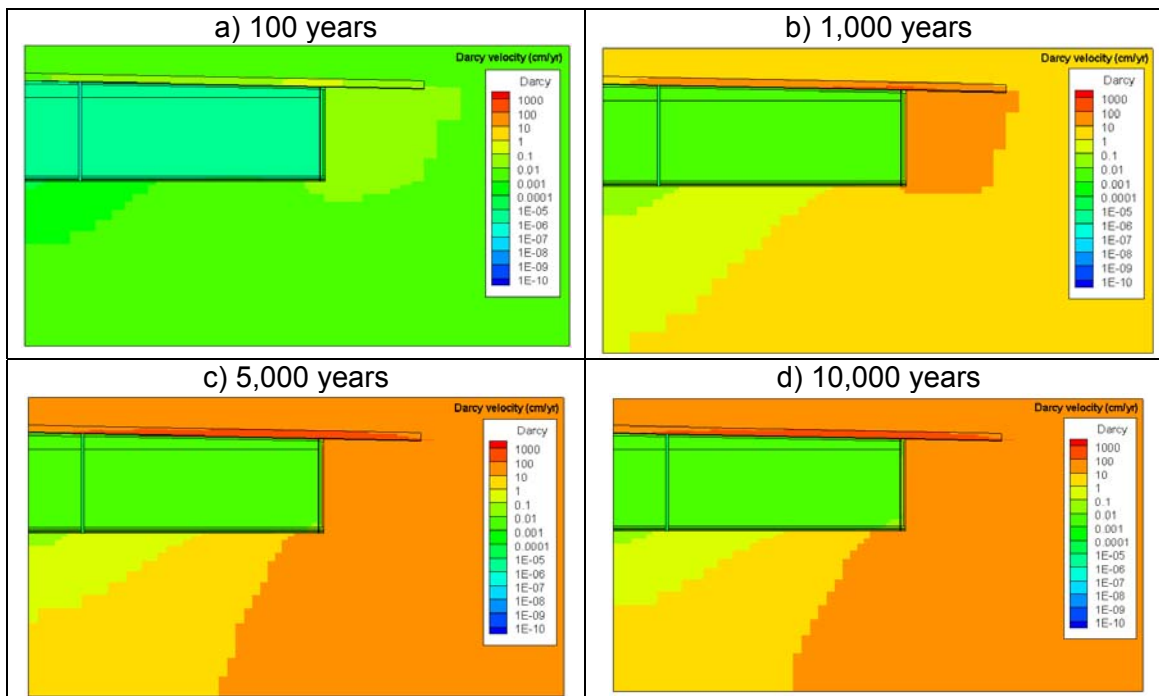 a) 100 years
Darcy velocity (cm/yr)
Darcy
1000
100
10
1
0.1
0.01
0.001
0.0001
1E-05
1E-06
1E-07
1E-08
1E-09
1E-10
b) 1,000 years
Darcy velocity (cm/yr)
Darcy
1000
100
10
1
0.1
0.01
0.001
0.0001
1E-05
1E-06
1E-07
1E-08
1E-09
1E-10
c) 5,000 years
Darcy velocity (cm/yr)
Darcy
1000
100
10
1
0.1
0.01
0.001
0.0001
1E-05
1E-06
1E-07
1E-08
1E-09
1E-10
d) 10,000 years
Darcy velocity (cm/yr)
Darcy
1000
100
10
1
0.1
0.01
0.001
0.0001
1E-05
1E-06
1E-07
1E-08
1E-09
1E-10